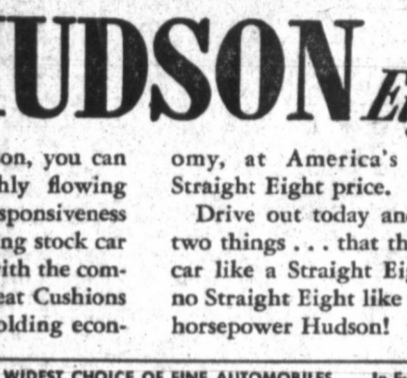 HUDSON
on, you can
hly flowing
sponsiveness
ng stock car
ith the com-
eat Cushions
olding econ-
omy, at America's
Straight Eight price.
Drive out today an
two things . . . that th
car like a Straight Ei
no Straight Eight like
horsepower Hudson!
WIDEST CHOICE OF FINE AUTOMOBILES